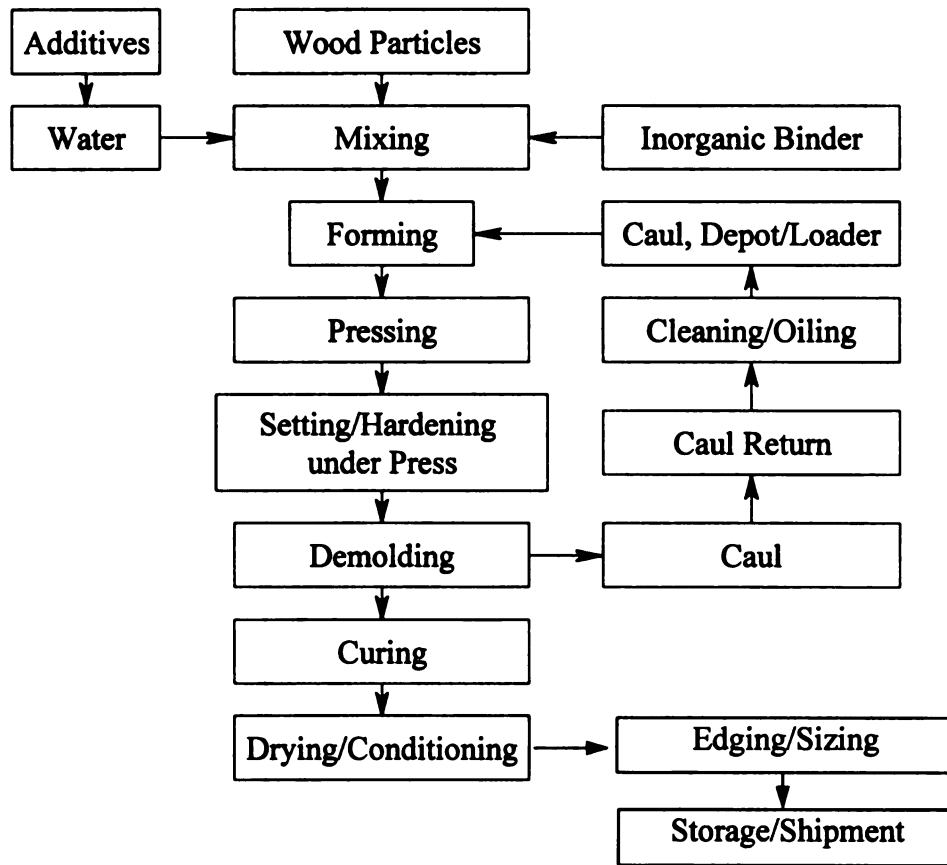 Additives
Wood Particles
Water
Mixing
Inorganic Binder
Forming
Caul, Depot/Loader
Pressing
Cleaning/Oiling
Setting/Hardening
under Press
Caul Return
Demolding
Caul
Curing
Drying/Conditioning
Edging/Sizing
Storage/Shipment